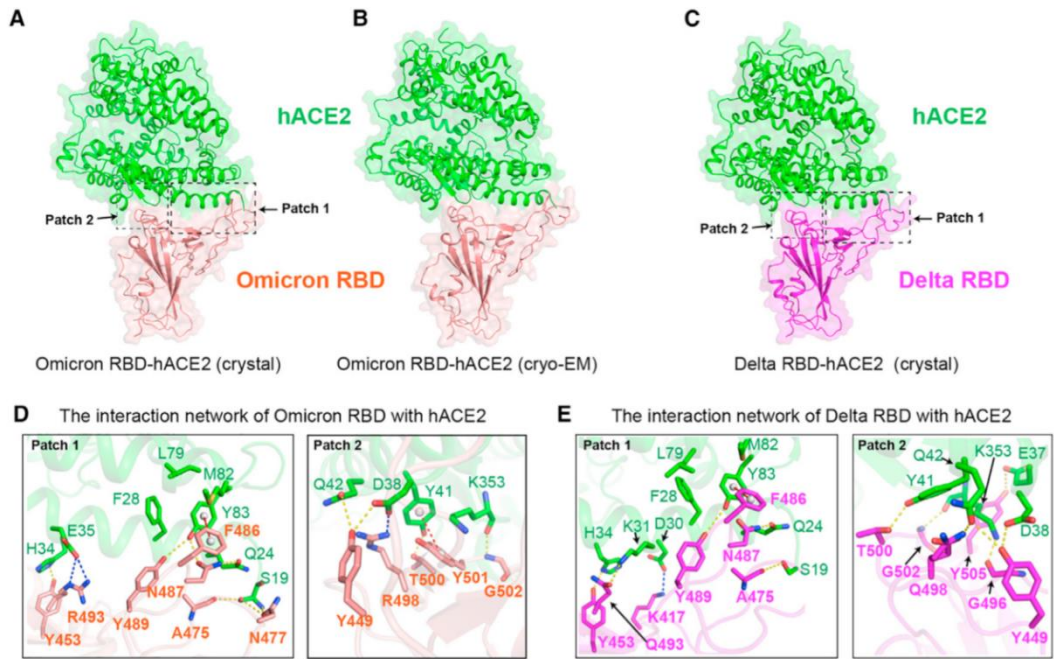 A
B
C
hACE2
hACE2
Patch 2
Patch 1
Patch 2
Patch 1
Omicron RBD
Delta RBD
Omicron RBD-hACE2 (crystal)
Omicron RBD-hACE2 (cryo-EM)
Delta RBD-hACE2 (crystal)
D
The interaction network of Omicron RBD with hACE2
Patch 1
L79
M82
F28
Y83
E35
F486
H34
Q24
S19
N487
R493
Y489
A475
Y453
N477
Patch 2
Q42
D38
Y41
K353
T500
Y501
R498
G502
Y449
E
The interaction network of Delta RBD with hACE2
Patch 1
M82
L79
Y83
F28
F486
H34
K31
D30
Q24
N487
S19
K417
Y489
A475
Y453
Q493
Patch 2
K353
Q42
E37
Y41
D38
T500
G502
Y505
Q498
G496
Y449